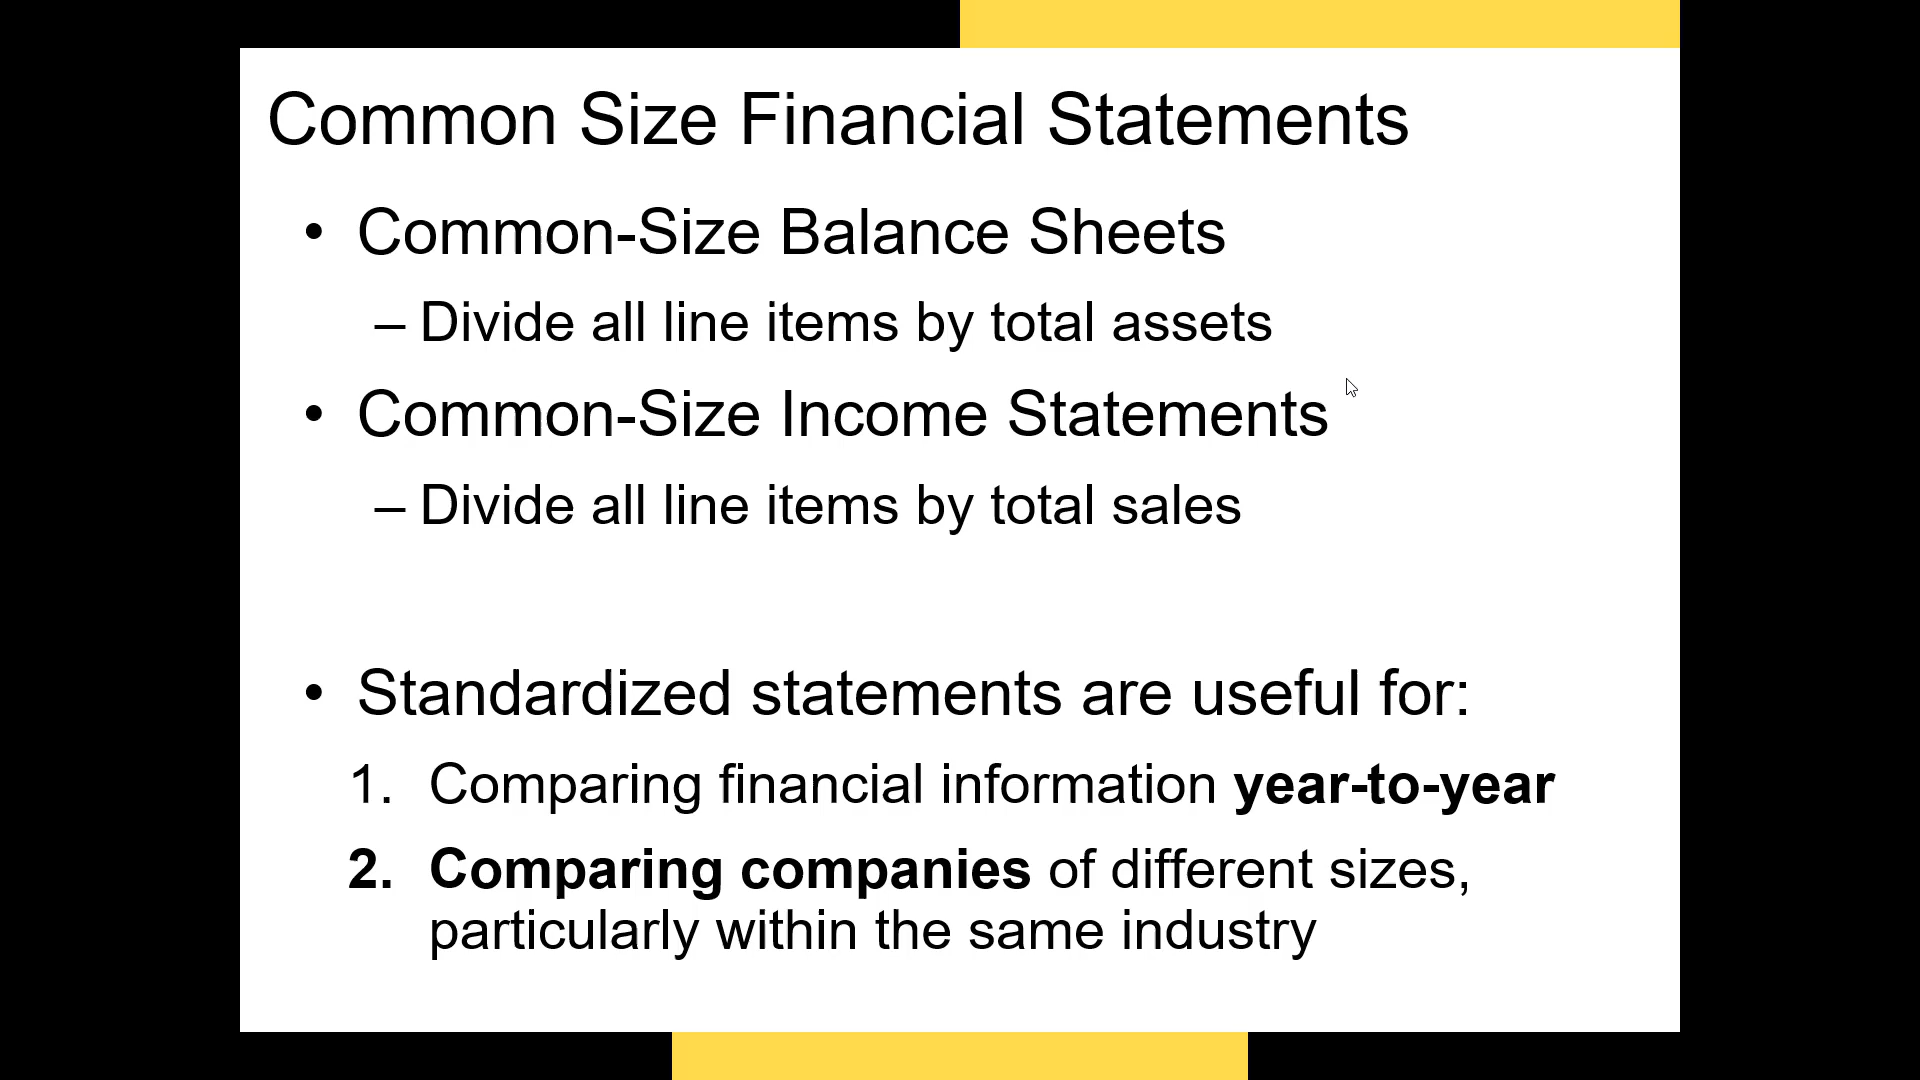 Common Size Financial Statements
• Common-Size Balance Sheets
– Divide all line items by total assets
• Common-Size Income Statements
– Divide all line items by total sales
• Standardized statements are useful for:
1. Comparing financial information year-to-year
2. Comparing companies of different sizes,
particularly within the same industry